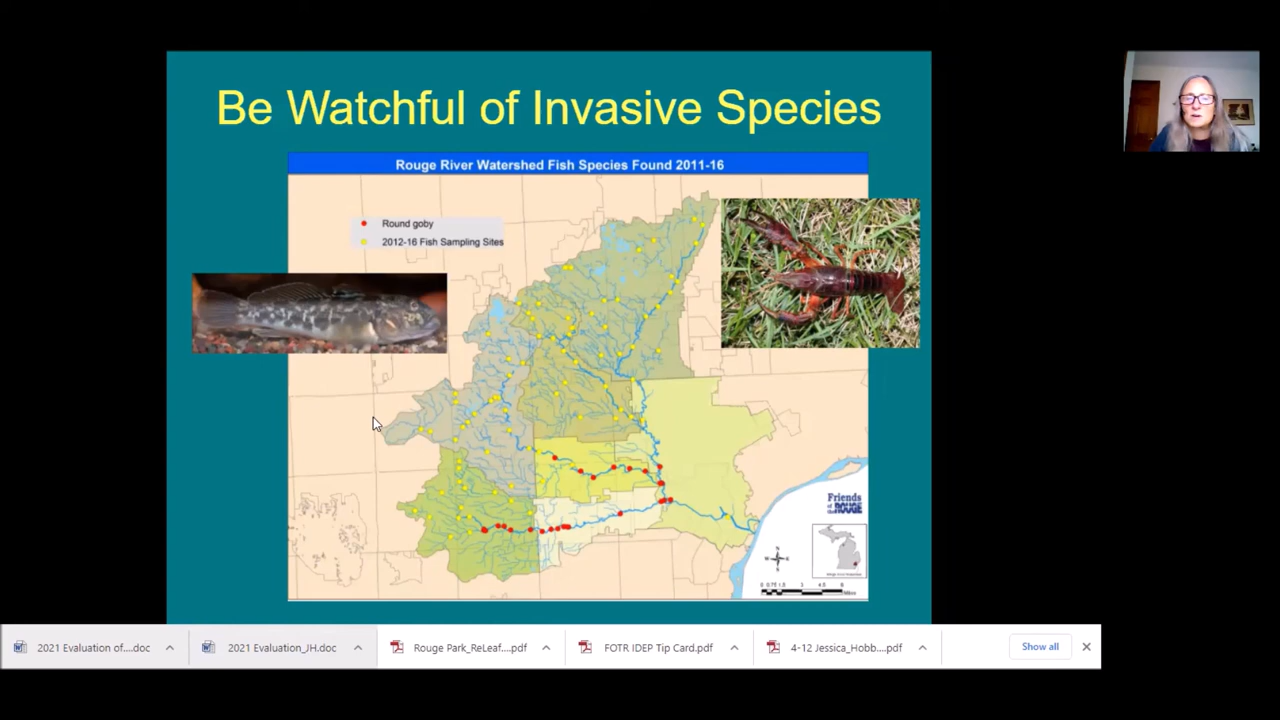 Be Watchful of Invasive Species
Rouge River Watershed Fish Species Found 2011-16
Round goby
2012-16 Fish Sampling Sites
Friends
of the ROUGE
N
W E
S
Miles
2021 Evaluation of....doc
2021 Evaluation_JH.doc
Rouge Park_ReLeaf....pdf
FOTR IDEP Tip Card.pdf
4-12 Jessica_Hobb....pdf
Show all